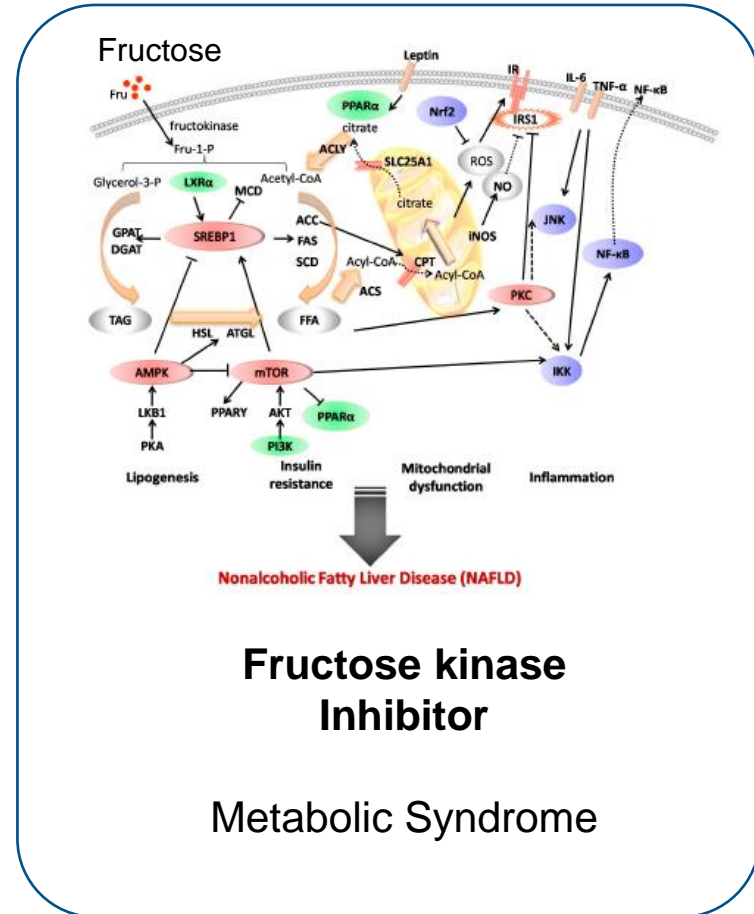 Fructose
Leptin
IR
IL-6
TNF-α
NF-κB
Fru
PPARα
Nrf2
IRS1
fructokinase
citrate
Fru-1-P
ACLY
SLC25A1
ROS
Glycerol-3-P
LXRα
Acetyl-CoA
MCD
NO
citrate
JNK
GPAT
DGAT
SREBP1
ACC
FAS
SCD
iNOS
NF-κB
Acyl-CoA
CPT
Acyl-CoA
ACS
PKC
TAG
FFA
HSL
ATGL
AMPK
mTOR
IKK
LKB1
PPARY
AKT
PPARα
PKA
PI3K
Lipogenesis
Insulin
resistance
Mitochondrial
dysfunction
Inflammation
Nonalcoholic Fatty Liver Disease (NAFLD)
Fructose kinase
Inhibitor
Metabolic Syndrome